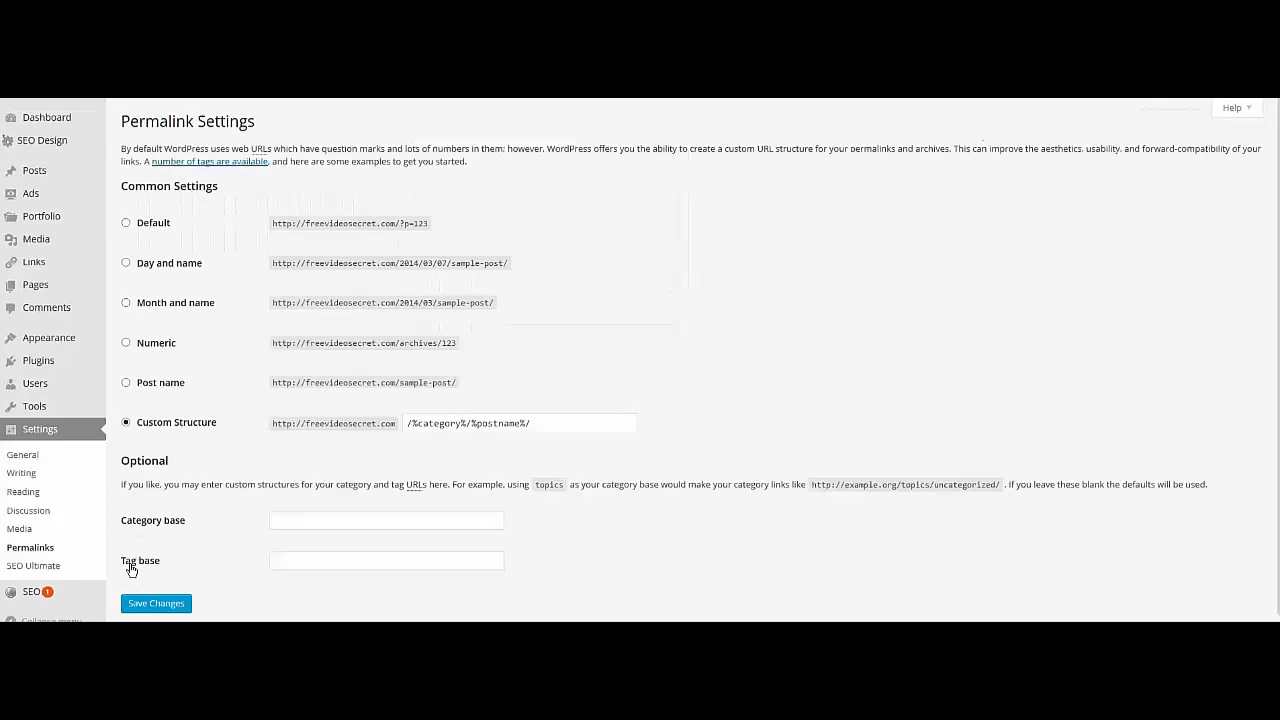 Dashboard
SEO Design
Posts
Ads
Portfolio
Media
Links
Pages
Comments
Appearance
Plugins
Users
Tools
Settings
General
Writing
Reading
Discussion
Media
Permalinks
SEO Ultimate
SEO 1
Collapse menu
Help
Permalink Settings
By default WordPress uses web URLs which have question marks and lots of numbers in them; however, WordPress offers you the ability to create a custom URL structure for your permalinks and archives. This can improve the aesthetics, usability, and forward-compatibility of your
links. A number of tags are available, and here are some examples to get you started.
Common Settings
Default http://freevideosecret.com/?p=123
Day and name http://freevideosecret.com/2014/03/07/sample-post/
Month and name http://freevideosecret.com/2014/03/sample-post/
Numeric http://freevideosecret.com/archives/123
Post name http://freevideosecret.com/sample-post/
Custom Structure http://freevideosecret.com /%category%/%postname%/
Optional
If you like, you may enter custom structures for your category and tag URLs here. For example, using topics as your category base would make your category links like http://example.org/topics/uncategorized/ . If you leave these blank the defaults will be used.
Category base
Tag base
Save Changes